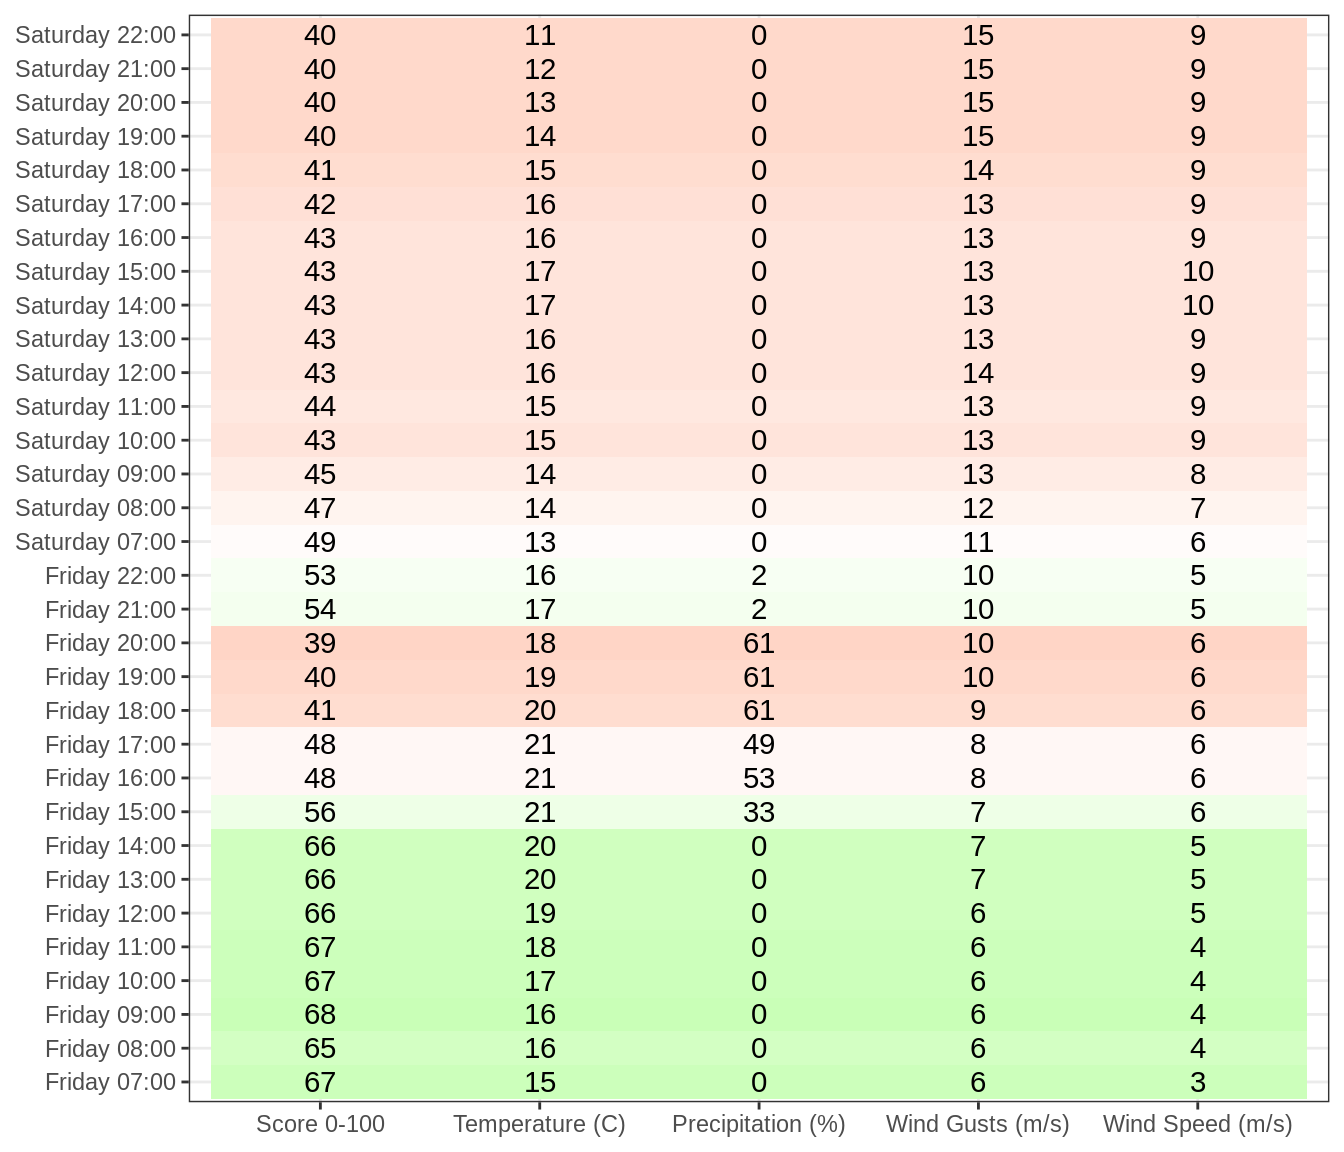 Saturday 22:00 40 11 0 15 9
Saturday 21:00 40 12 0 15 9
Saturday 20:00 40 13 0 15 9
Saturday 19:00 40 14 0 15 9
Saturday 18:00 41 15 0 14 9
Saturday 17:00 42 16 0 13 9
Saturday 16:00 43 16 0 13 9
Saturday 15:00 43 17 0 13 10
Saturday 14:00 43 17 0 13 10
Saturday 13:00 43 16 0 13 9
Saturday 12:00 43 16 0 14 9
Saturday 11:00 44 15 0 13 9
Saturday 10:00 43 15 0 13 9
Saturday 09:00 45 14 0 13 8
Saturday 08:00 47 14 0 12 7
Saturday 07:00 49 13 0 11 6
Friday 22:00 53 16 2 10 5
Friday 21:00 54 17 2 10 5
Friday 20:00 39 18 61 10 6
Friday 19:00 40 19 61 10 6
Friday 18:00 41 20 61 9 6
Friday 17:00 48 21 49 8 6
Friday 16:00 48 21 53 8 6
Friday 15:00 56 21 33 7 6
Friday 14:00 66 20 0 7 5
Friday 13:00 66 20 0 7 5
Friday 12:00 66 19 0 6 5
Friday 11:00 67 18 0 6 4
Friday 10:00 67 17 0 6 4
Friday 09:00 68 16 0 6 4
Friday 08:00 65 16 0 6 4
Friday 07:00 67 15 0 6 3
Score 0-100 Temperature (C) Precipitation (%) Wind Gusts (m/s) Wind Speed (m/s)